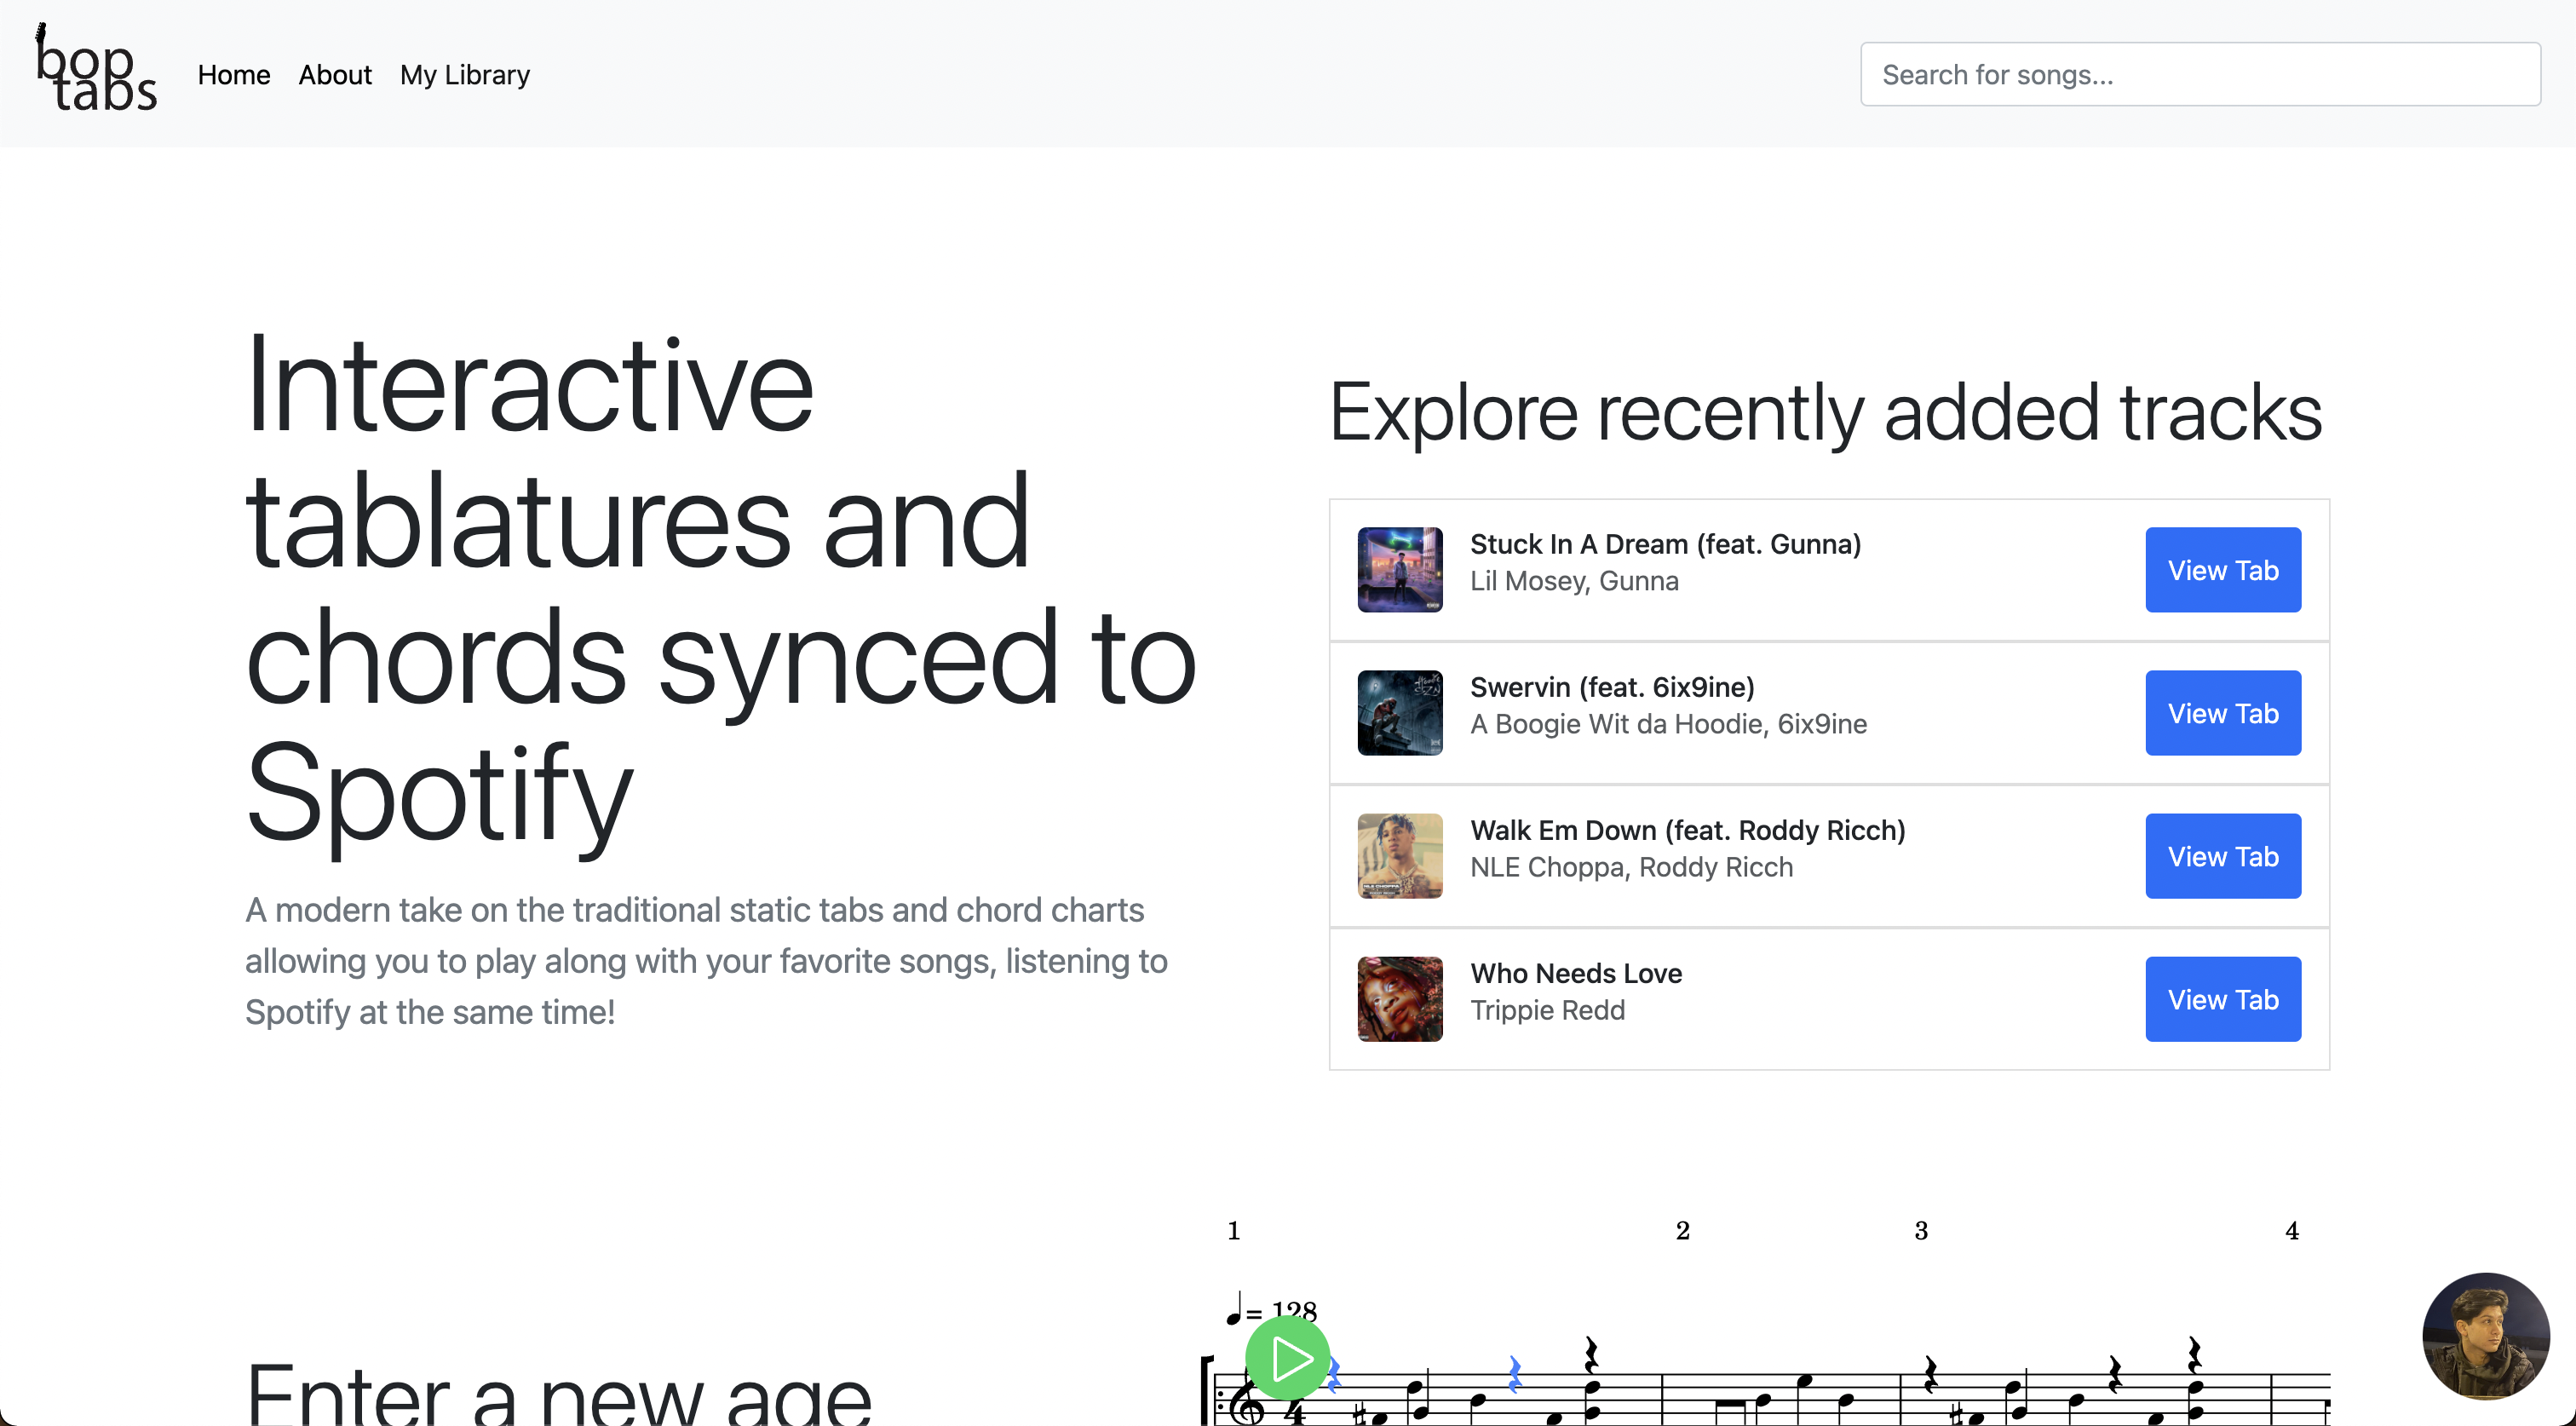 bop
tabs
Home
About
My Library
Search for songs...
Interactive
tablatures and
chords synced to
Spotify
A modern take on the traditional static tabs and chord charts
allowing you to play along with your favorite songs, listening to
Spotify at the same time!
Explore recently added tracks
Stuck In A Dream (feat. Gunna)
Lil Mosey, Gunna
View Tab
Swervin (feat. 6ix9ine)
A Boogie Wit da Hoodie, 6ix9ine
View Tab
Walk Em Down (feat. Roddy Ricch)
NLE Choppa, Roddy Ricch
View Tab
Who Needs Love
Trippie Redd
View Tab
1
2
3
4
= 128
4
Enter a new age